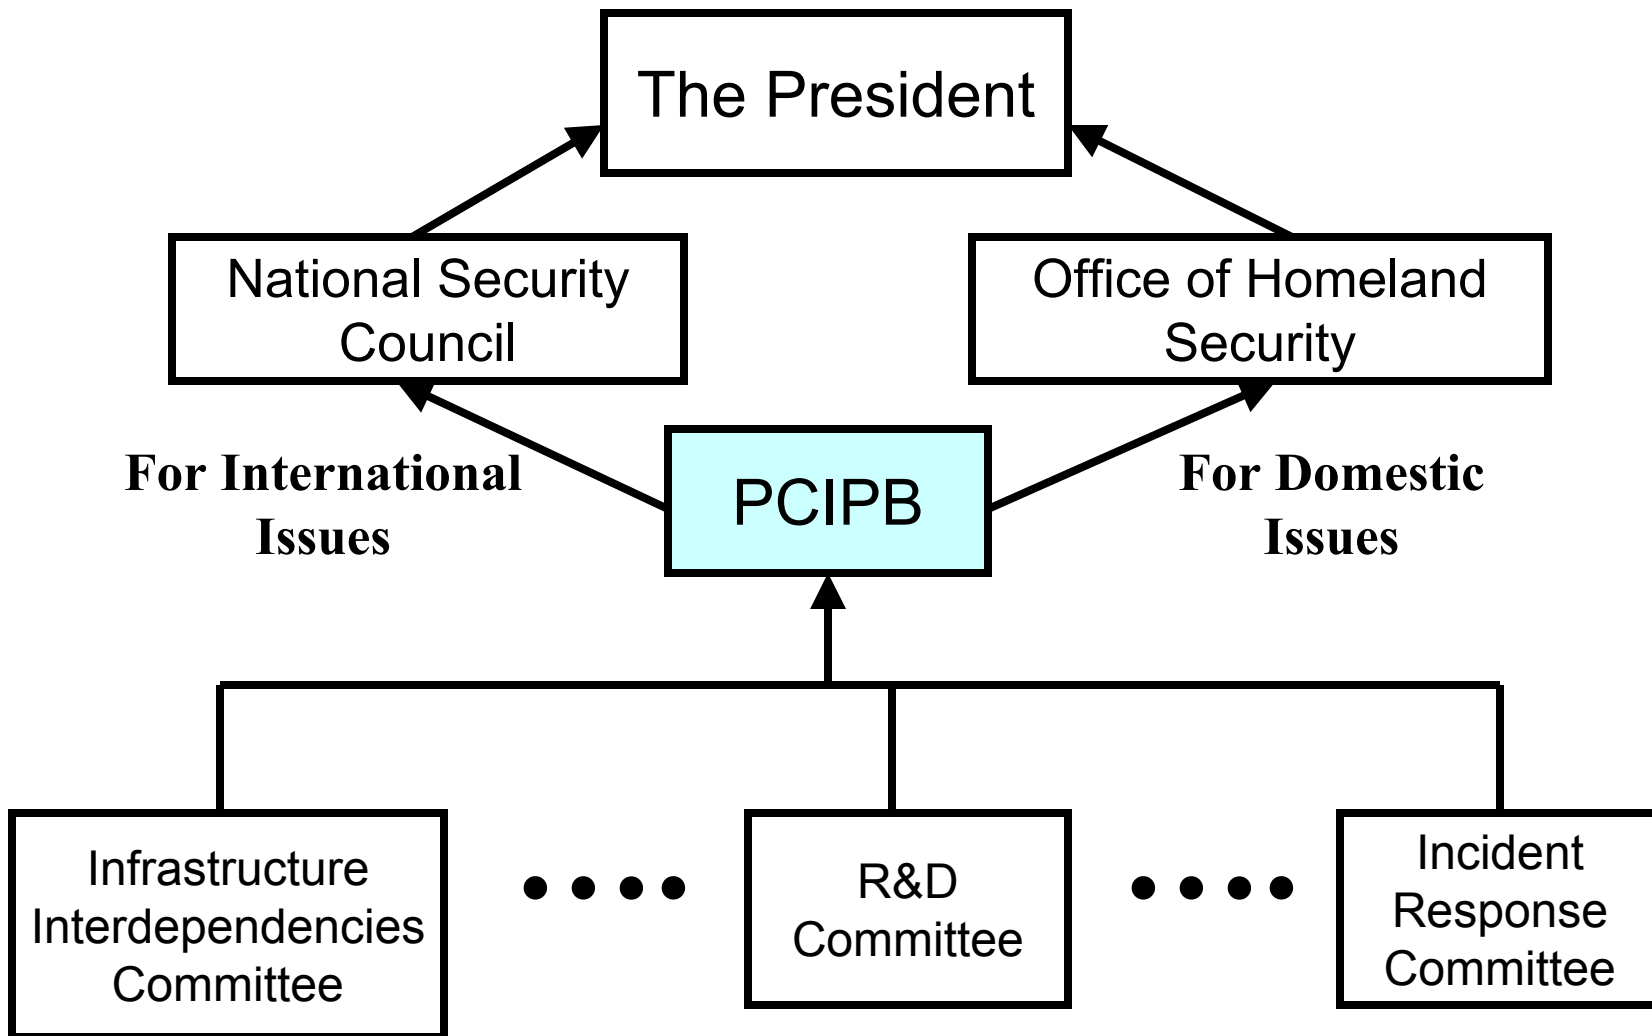 The President
National Security
Council
Office of Homeland
Security
For International
Issues
PCIPB
For Domestic
Issues
Infrastructure
Interdependencies
Committee
R&D
Committee
Incident
Response
Committee